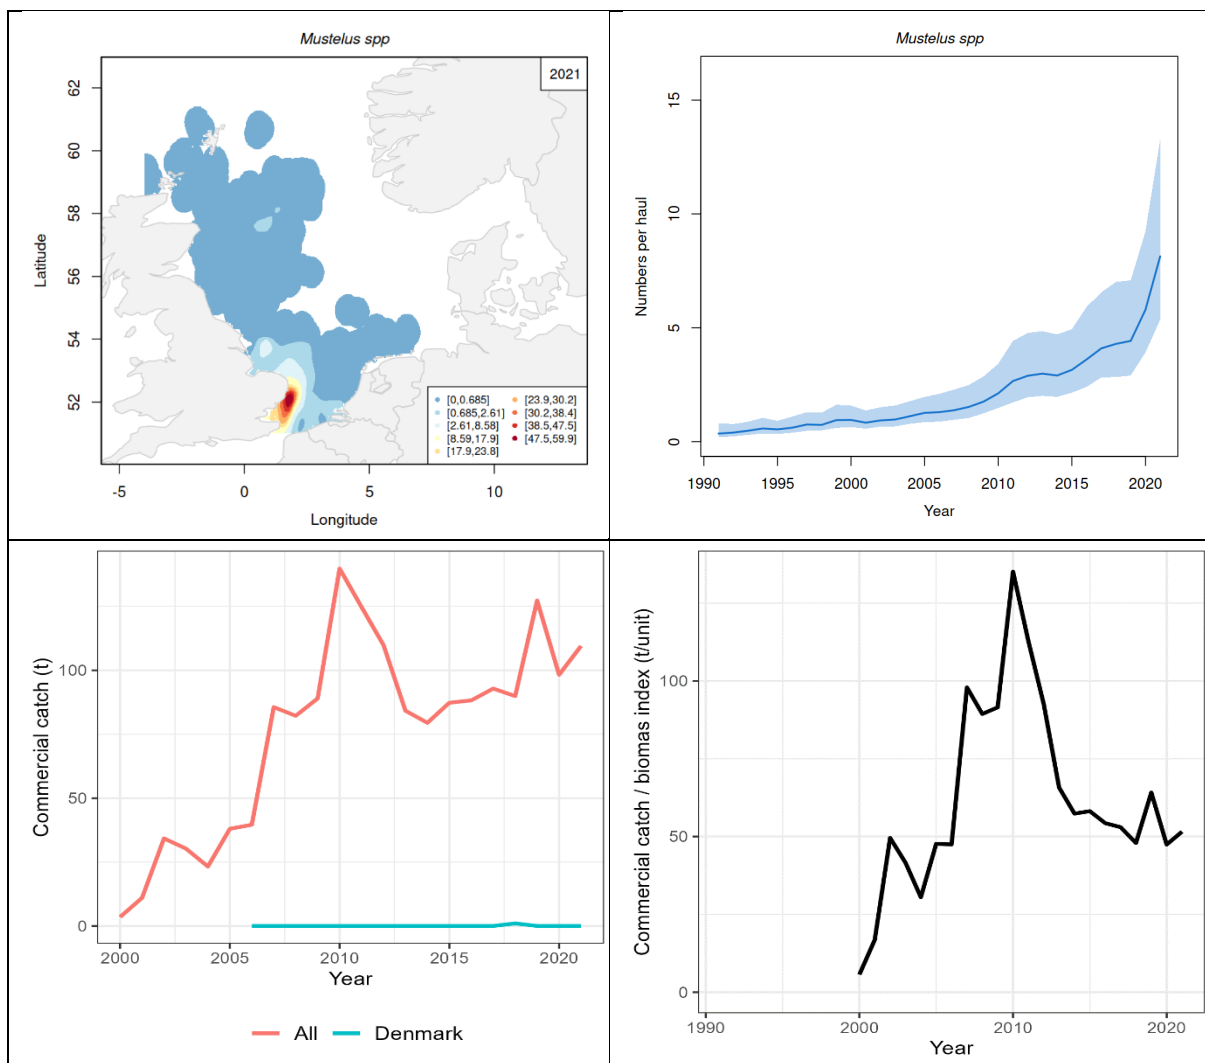 Mustelus spp
2021
62
60
58
56
54
52
Latitude
[0,0.685]
[0.685,2.61]
[2.61,8.58]
[8.59,17.9]
[17.9,23.8]
[23.9,30.2]
[30.2,38.4]
[38.5,47.5]
[47.5,59.9]
-5 0 5 10
Longitude
Mustelus spp
15
10
5
0
Numbers per haul
1990 1995 2000 2005 2010 2015 2020
Year
100
50
0
Commercial catch (t)
2000 2005 2010 2015 2020
Year
All Denmark
100
50
0
Commercial catch / biomas index (t/unit)
1990 2000 2010 2020
Year